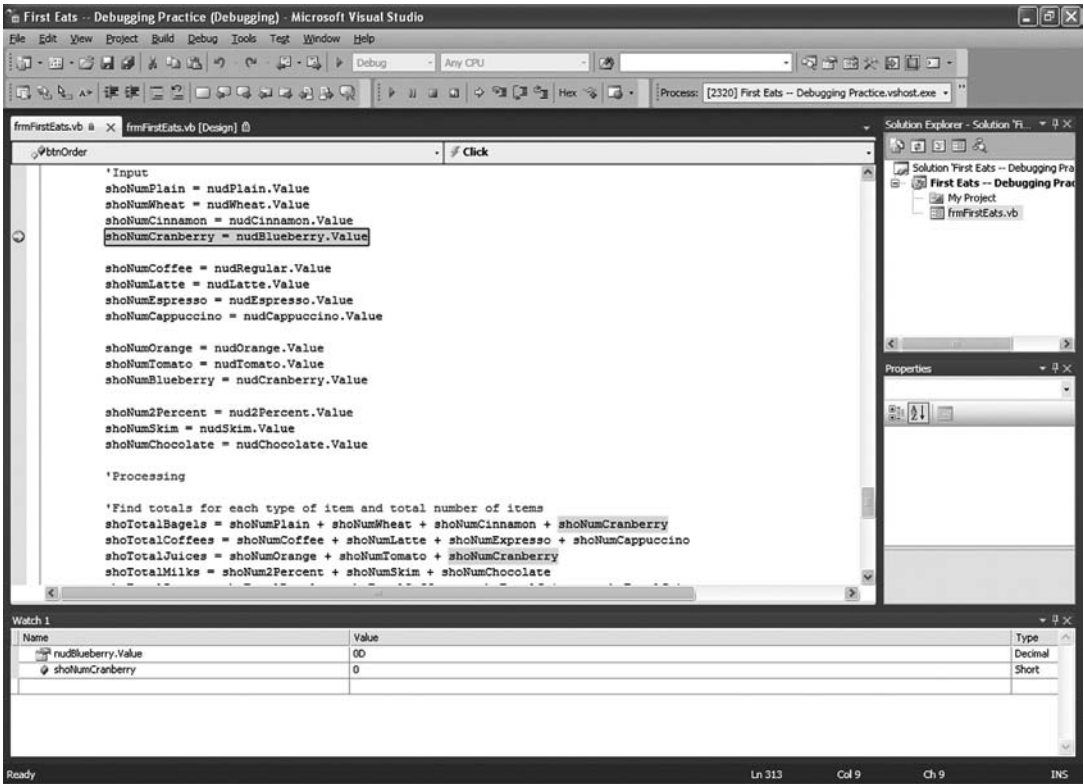 First Eats -- Debugging Practice (Debugging) - Microsoft Visual Studio
File Edit View Project Build Debug Tools Test Window Help
Debug Any CPU
Hex Process: [2320] First Eats -- Debugging Practice.vshost.exe
frmFirstEats.vb frmFirstEats.vb [Design]
btnOrder Click
'Input
shoNumPlain = nudPlain.Value
shoNumWheat = nudWheat.Value
shoNumCinnamon = nudCinnamon.Value
shoNumCranberry = nudBlueberry.Value
shoNumCoffee = nudRegular.Value
shoNumLatte = nudLatte.Value
shoNumEspresso = nudEspresso.Value
shoNumCappuccino = nudCappuccino.Value
shoNumOrange = nudOrange.Value
shoNumTomato = nudTomato.Value
shoNumBlueberry = nudCranberry.Value
shoNum2Percent = nud2Percent.Value
shoNumSkim = nudSkim.Value
shoNumChocolate = nudChocolate.Value
'Processing
'Find totals for each type of item and total number of items
shoTotalBagels = shoNumPlain + shoNumWheat + shoNumCinnamon + shoNumCranberry
shoTotalCoffees = shoNumCoffee + shoNumLatte + shoNumExpresso + shoNumCappuccino
shoTotalJuices = shoNumOrange + shoNumTomato + shoNumCranberry
shoTotalMilks = shoNum2Percent + shoNumSkim + shoNumChocolate
Solution Explorer - Solution 'Fi...
Solution 'First Eats -- Debugging Pra
First Eats -- Debugging Prac
My Project
frmFirstEats.vb
Properties
Watch 1
Name Value Type
nudBlueberry.Value 0D Decimal
shoNumCranberry 0 Short
Ready Ln 313 Col 9 Ch 9 INS